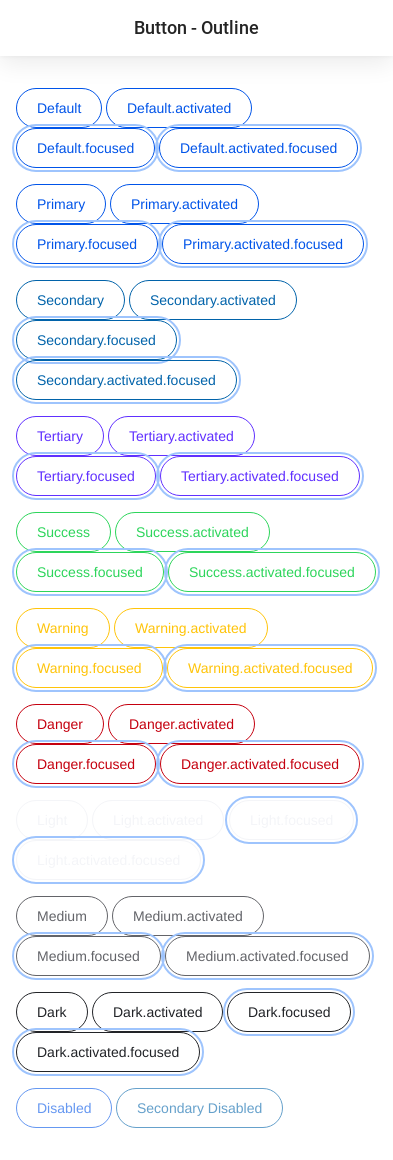 Button - Outline
Default Default.activated
Default.focused Default.activated.focused
Primary Primary.activated
Primary.focused Primary.activated.focused
Secondary Secondary.activated
Secondary.focused
Secondary.activated.focused
Tertiary Tertiary.activated
Tertiary.focused Tertiary.activated.focused
Success Success.activated
Success.focused Success.activated.focused
Warning Warning.activated
Warning.focused Warning.activated.focused
Danger Danger.activated
Danger.focused Danger.activated.focused
Light Light.activated Light.focused
Light.activated.focused
Medium Medium.activated
Medium.focused Medium.activated.focused
Dark Dark.activated Dark.focused
Dark.activated.focused
Disabled Secondary Disabled